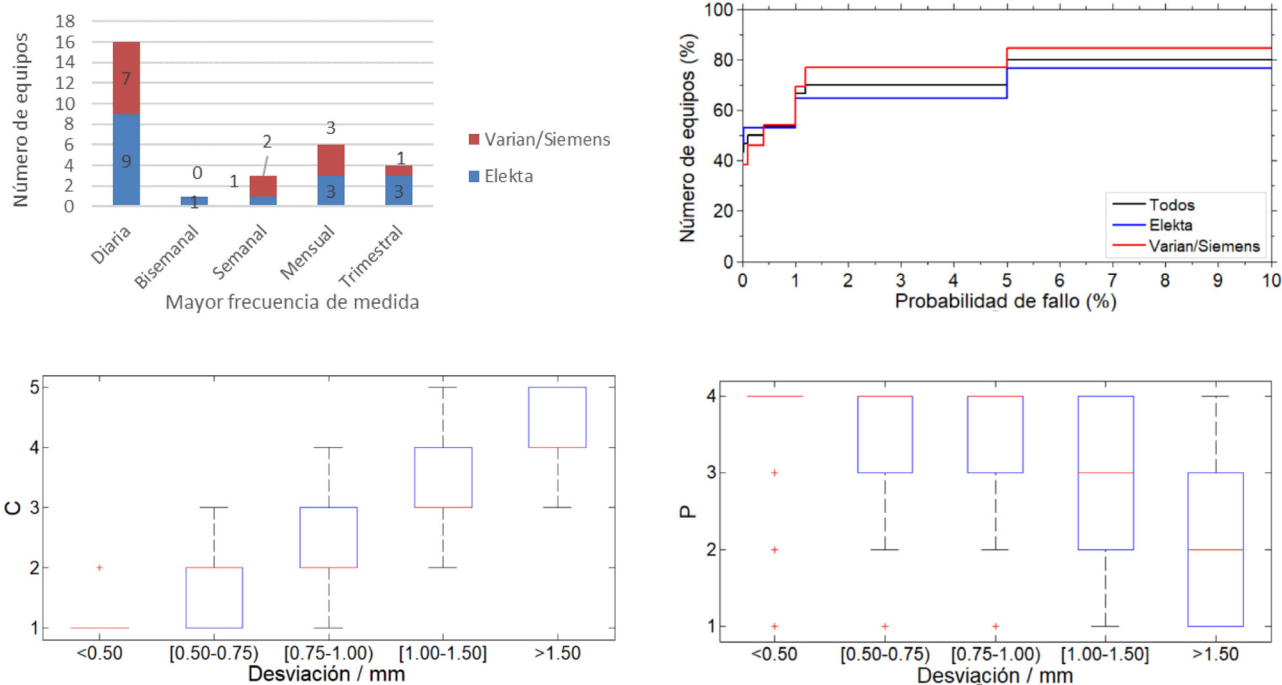 Número de equipos
18
16
14
12
10
8
6
4
2
0
7
9
0
1
2
1
3
3
1
3
Diaria
Bisemanal
Semanal
Mensual
Trimestral
Mayor frecuencia de medida
Varian/Siemens
Elekta
Número de equipos (%)
100
80
60
40
20
0
0 1 2 3 4 5 6 7 8 9 10
Probabilidad de fallo (%)
Todos
Elekta
Varian/Siemens
C
5
4
3
2
1
<0.50 [0.50-0.75) [0.75-1.00) [1.00-1.50] >1.50
Desviación / mm
P
4
3
2
1
<0.50 [0.50-0.75) [0.75-1.00) [1.00-1.50] >1.50
Desviación / mm